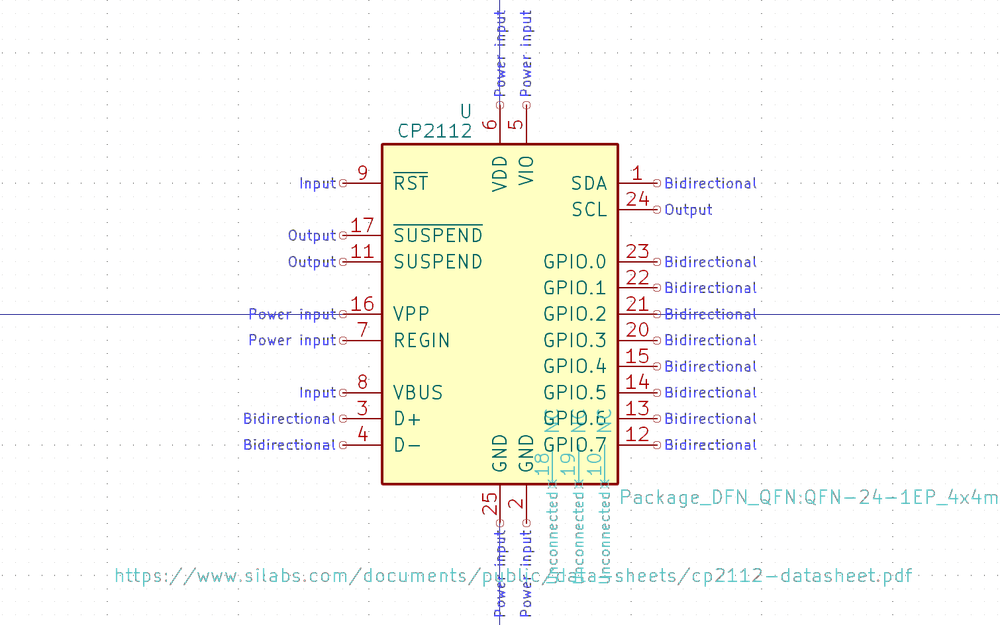 Power input
Power input
U
CP2112
6
5
VDD
VIO
Input
9
RST
SDA
1
Bidirectional
SCL
24
Output
Output
17
SUSPEND
Output
11
SUSPEND
GPIO.0
23
Bidirectional
GPIO.1
22
Bidirectional
Power input
16
VPP
GPIO.2
21
Bidirectional
Power input
7
REGIN
GPIO.3
20
Bidirectional
GPIO.4
15
Bidirectional
Input
8
VBUS
GPIO.5
14
Bidirectional
Bidirectional
3
D+
GPIO.6
13
Bidirectional
Bidirectional
4
D-
GPIO.7
12
Bidirectional
GND
GND
NC
NC
NC
18
19
10
25
2
Unconnected
Unconnected
Unconnected
Package_DFN_QFN:QFN-24-1EP_4x4m
https://www.silabs.com/documents/public/data-sheets/cp2112-datasheet.pdf
Power input
Power input